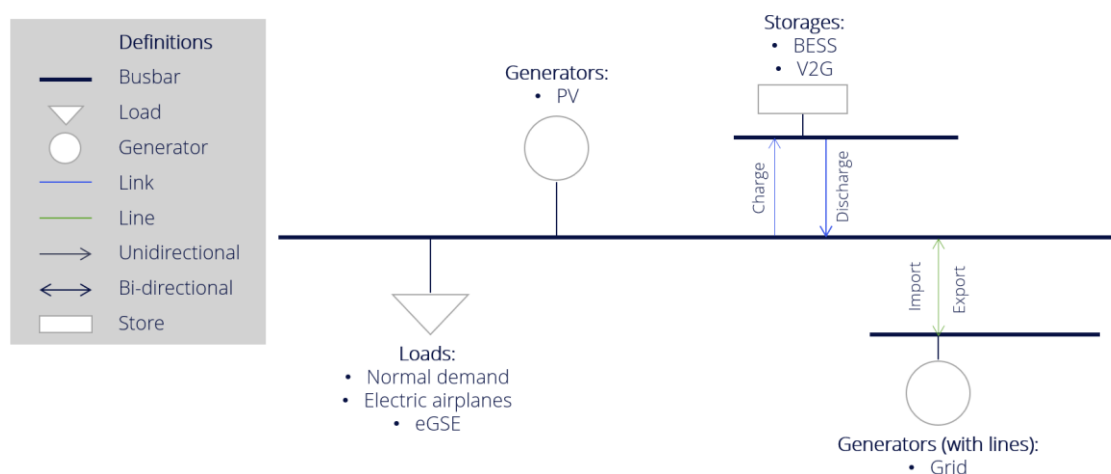 Definitions
Busbar
Load
Generator
Link
Line
Unidirectional
Bi-directional
Store
Generators:
• PV
Storages:
• BESS
• V2G
Charge
Discharge
Import
Export
Loads:
• Normal demand
• Electric airplanes
• eGSE
Generators (with lines):
• Grid